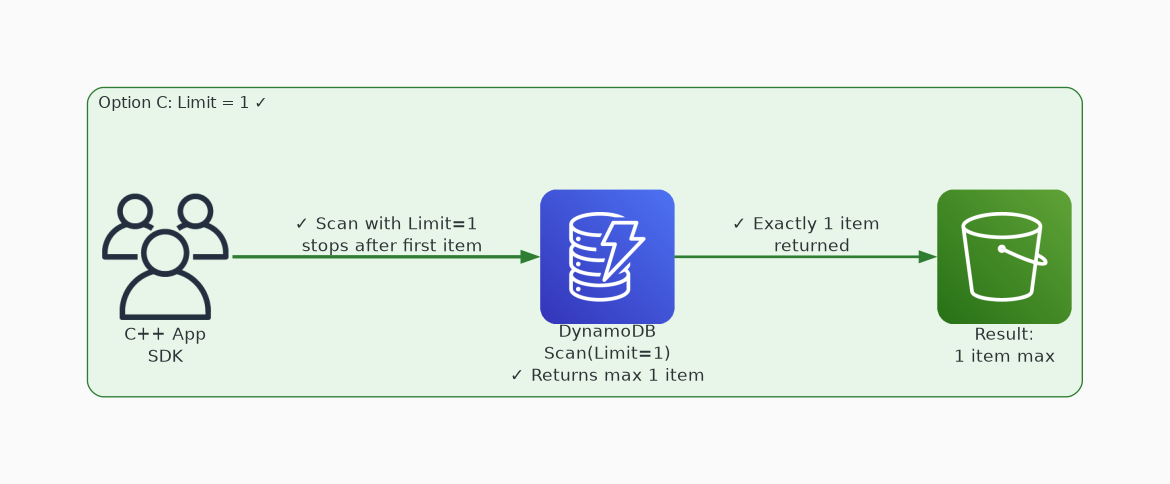 Option C: Limit = 1 ✓
✓ Scan with Limit=1
stops after first item
✓ Exactly 1 item
returned
C++ App
SDK
DynamoDB
Scan(Limit=1)
✓ Returns max 1 item
Result:
1 item max